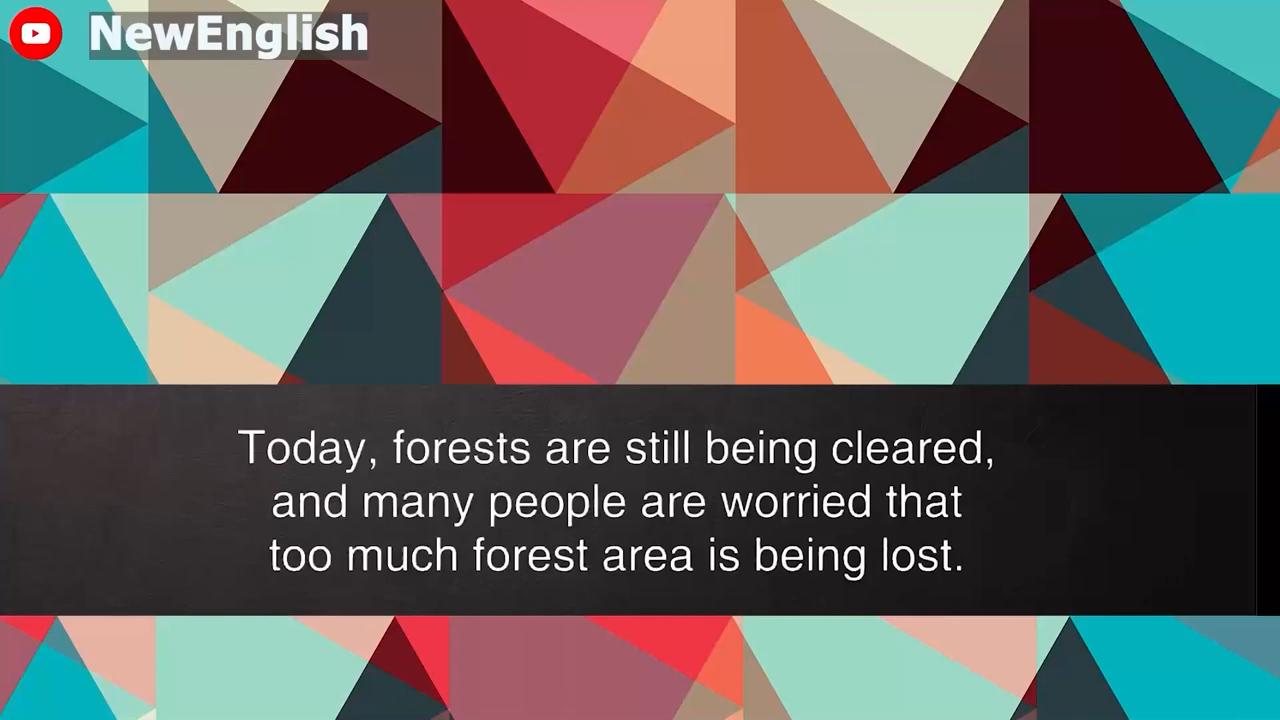 NewEnglish
Today, forests are still being cleared,
and many people are worried that
too much forest area is being lost.